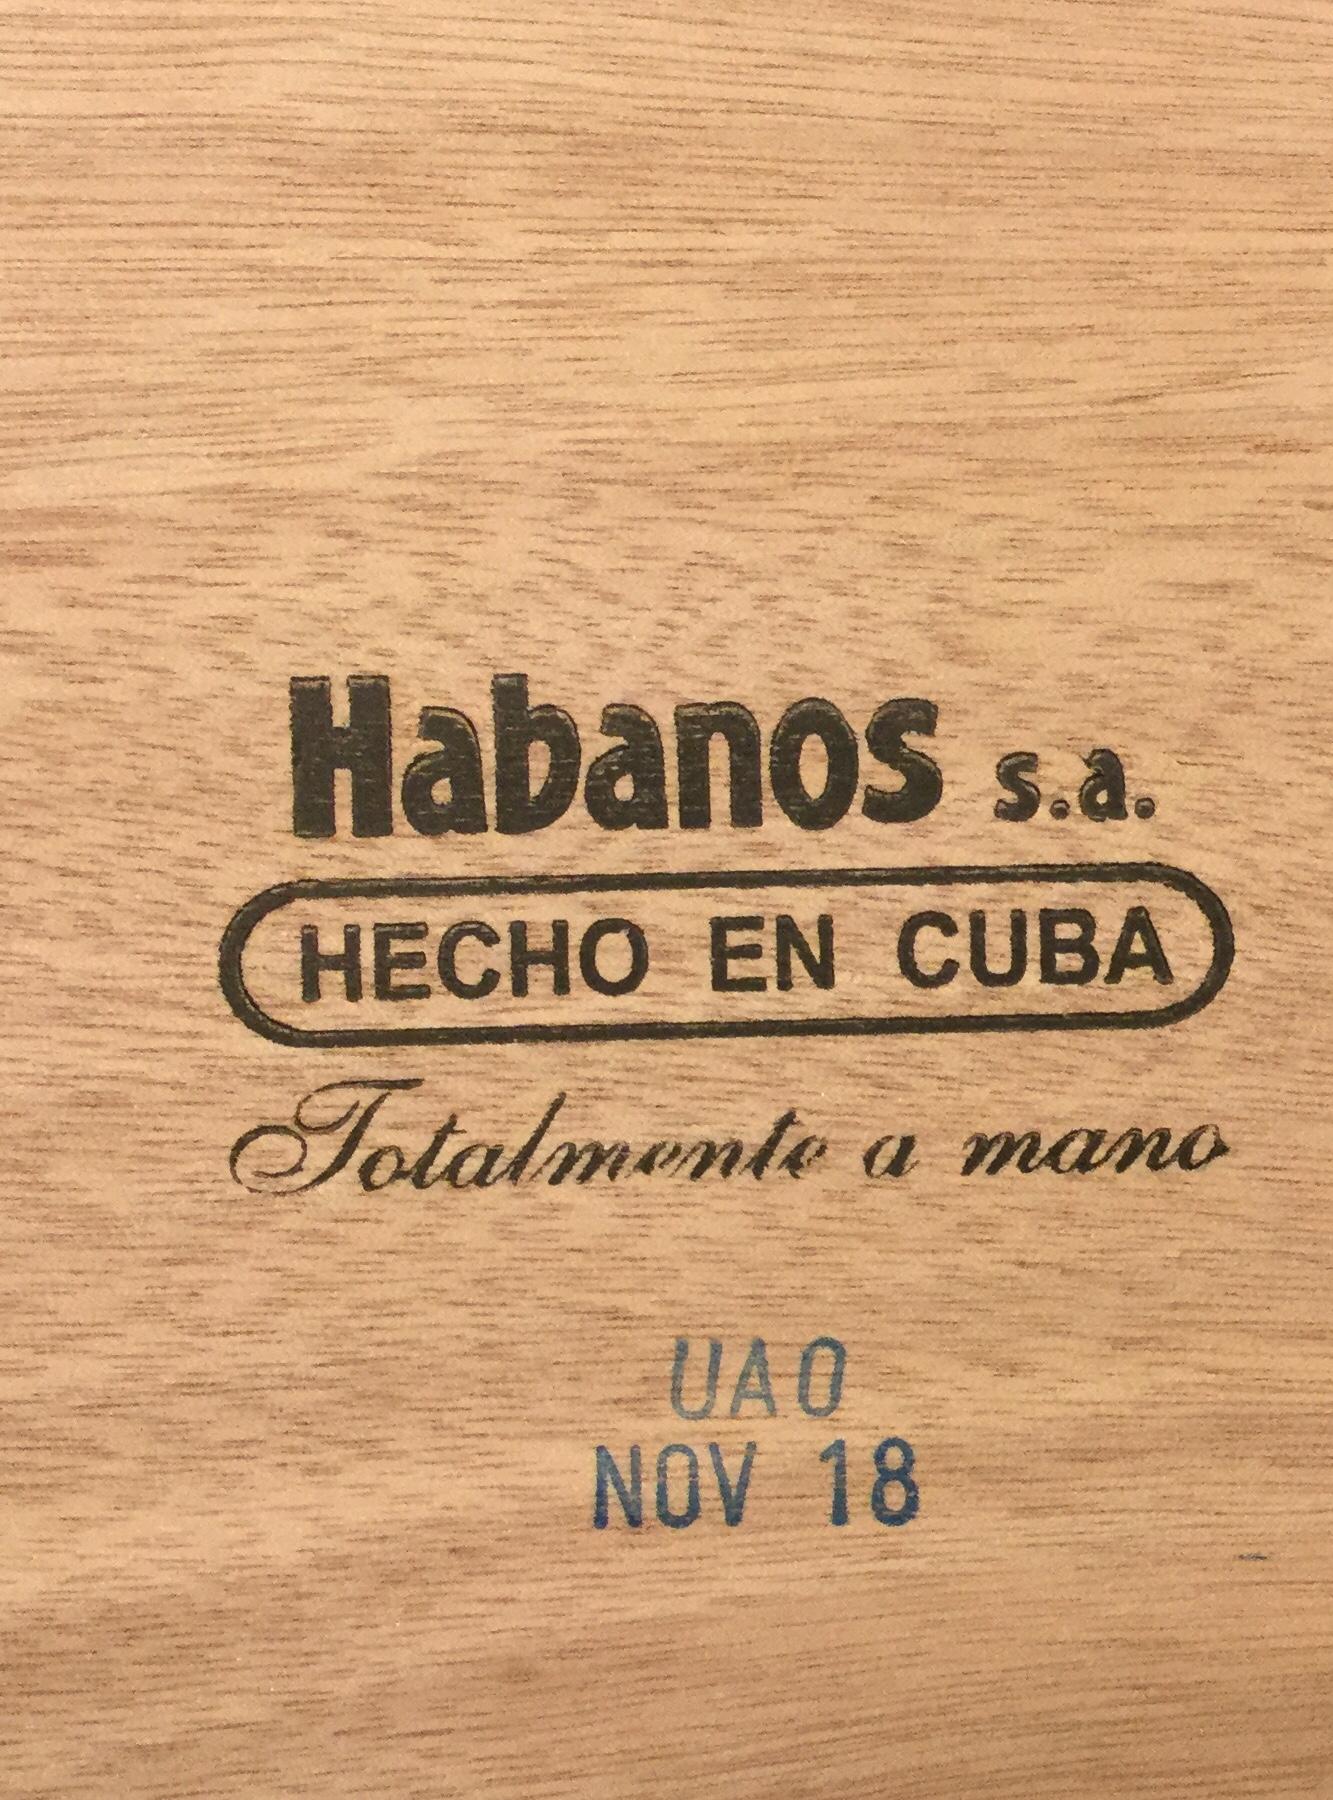 Habanos s.a.
HECHO EN CUBA
Totalmente a mano
UAO
NOV 18